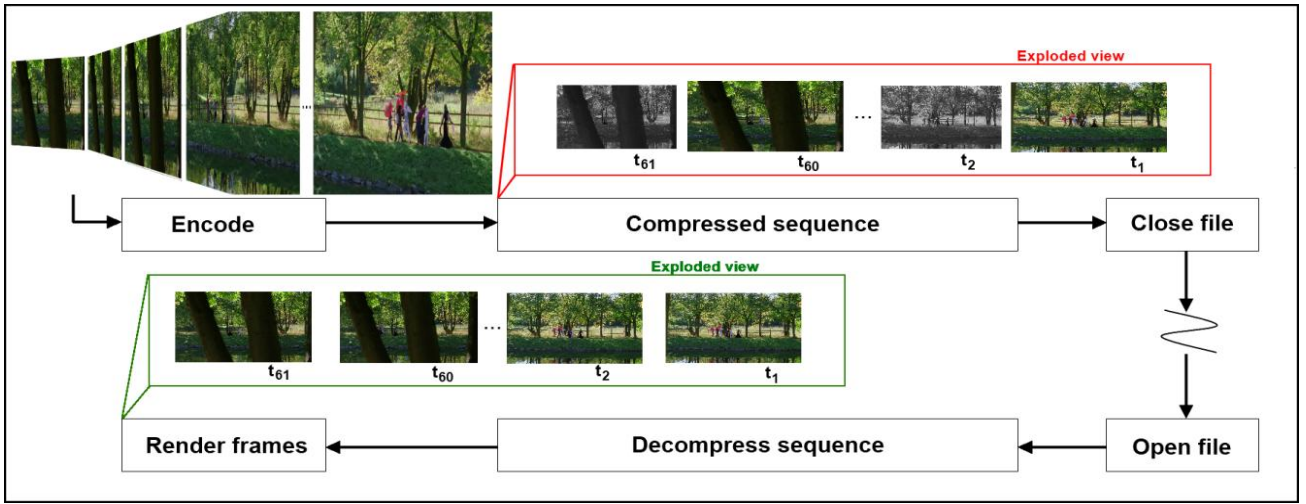 ...
Exploded view
...
t61 t60 t2 t1
Encode Compressed sequence Close file
Exploded view
...
t61 t60 t2 t1
Render frames Decompress sequence Open file